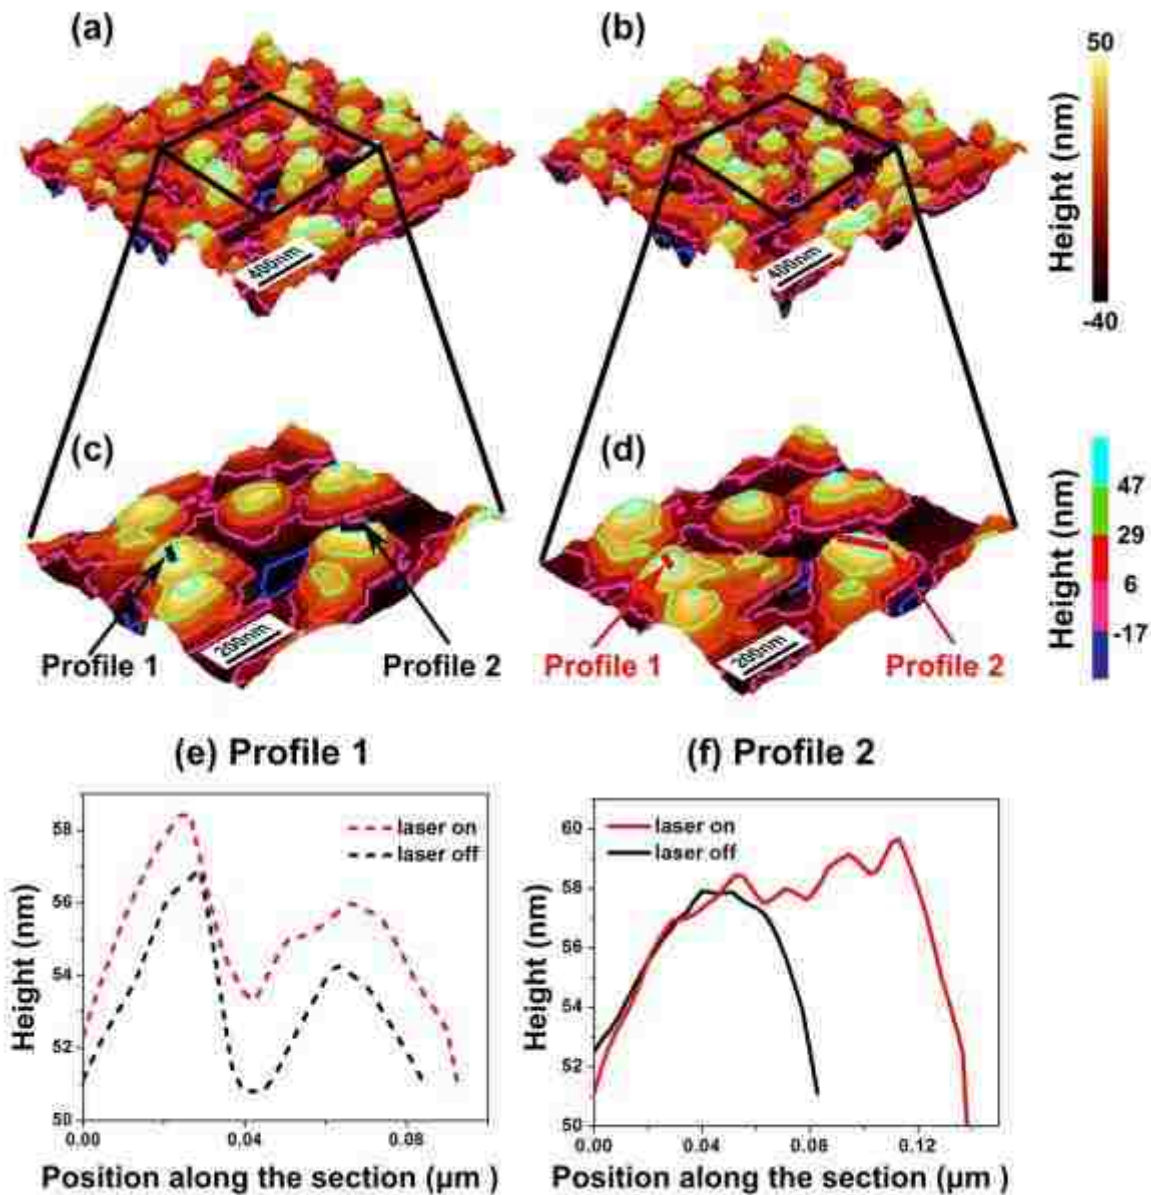 (a)
(b)
50
Height (nm)
-40
400nm
400nm
(c)
(d)
47
29
6
-17
Height (nm)
200nm
200nm
Profile 1
Profile 2
Profile 1
Profile 2
(e) Profile 1
(f) Profile 2
laser on
laser off
58
56
54
52
50
Height (nm)
0.00
0.04
0.08
Position along the section (µm )
laser on
laser off
60
58
56
54
52
50
Height (nm)
0.00
0.04
0.08
0.12
Position along the section (µm )